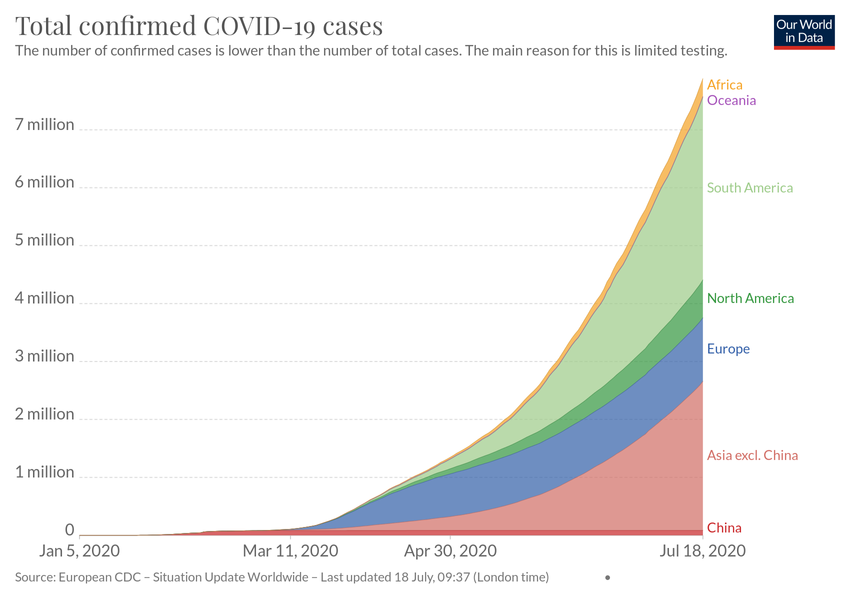 Total confirmed COVID-19 cases
The number of confirmed cases is lower than the number of total cases. The main reason for this is limited testing.
Our World
in Data
Africa
Oceania
7 million
6 million
South America
5 million
4 million
North America
3 million
Europe
2 million
Asia excl. China
1 million
China
0
Jan 5, 2020
Mar 11, 2020
Apr 30, 2020
Jul 18, 2020
Source: European CDC – Situation Update Worldwide – Last updated 18 July, 09:37 (London time)